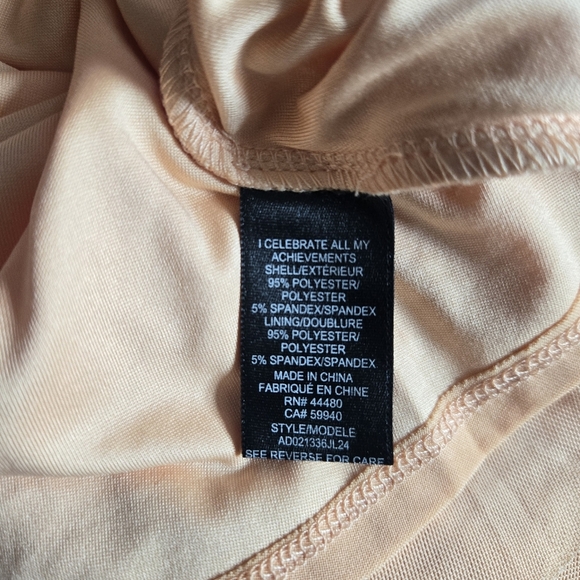 I CELEBRATE ALL MY
ACHIEVEMENTS
SHELL/EXTÉRIEUR
95% POLYESTER/
POLYESTER
5% SPANDEX/SPANDEX
LINING/DOUBLURE
95% POLYESTER/
POLYESTER
5% SPANDEX/SPANDEX
MADE IN CHINA
FABRIQUÉ EN CHINE
RN# 44480
CA# 59940
STYLE/MODELE
AD021336JL24
SEE REVERSE FOR CARE